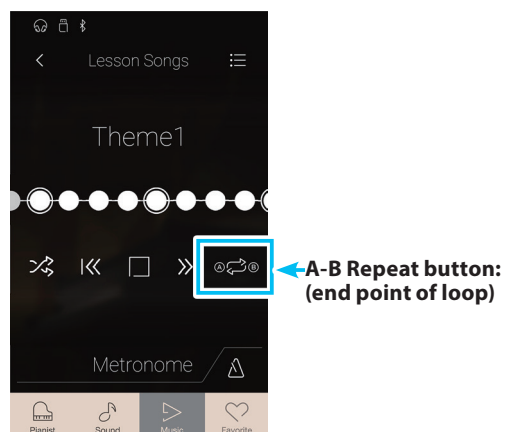 Lesson Songs
Theme1
A B
A-B Repeat button:
(end point of loop)
Metronome
Pianist Sound Music Favorite